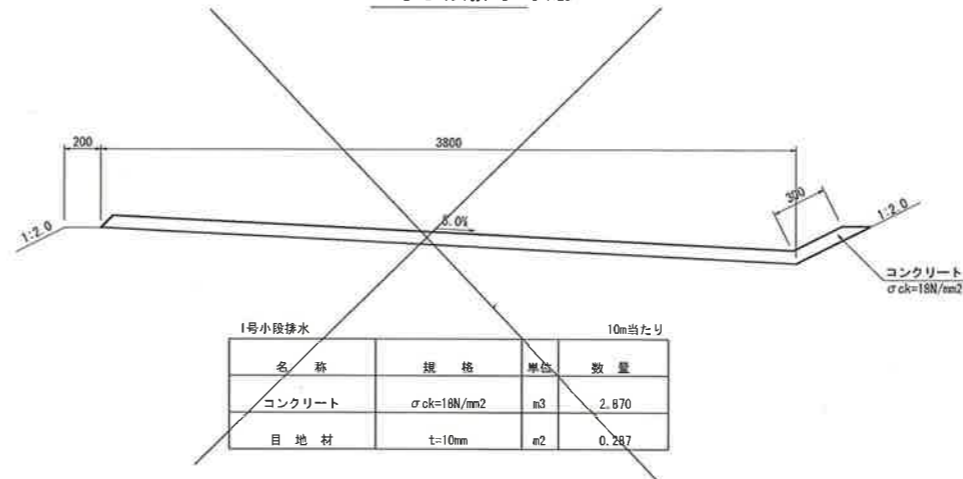 200
3800
300
1:2.0
5.0%
1:2.0
コンクリート
σck=18N/mm2
1号小段排水 10m当たり
名 称 規 格 単位 数 量
コンクリート σck=18N/mm2 m3 2.870
目 地 材 t=10mm m2 0.287